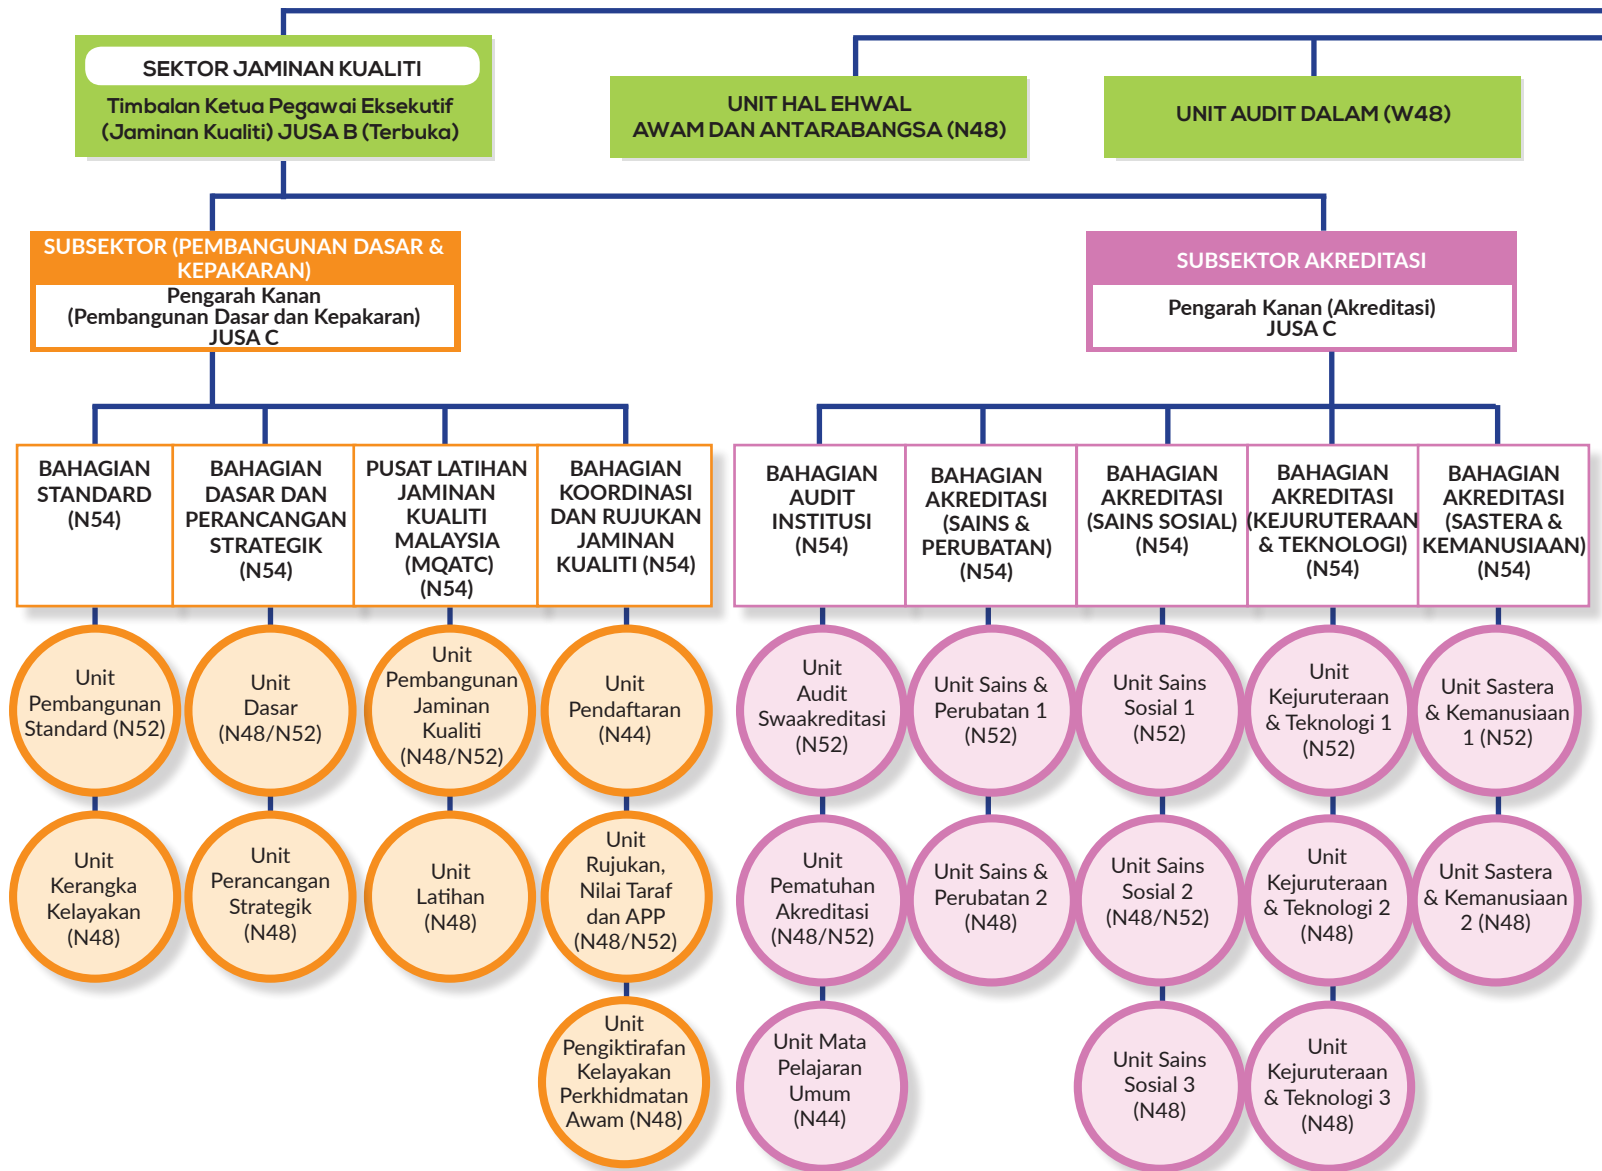 SEKTOR JAMINAN KUALITI
Timbalan Ketua Pegawai Eksekutif
(Jaminan Kualiti) JUSA B (Terbuka)
UNIT HAL EHWAL
AWAM DAN ANTARABANGSA (N48)
UNIT AUDIT DALAM (W48)
SUBSEKTOR (PEMBANGUNAN DASAR &
KEPAKARAN)
Pengarah Kanan
(Pembangunan Dasar dan Kepakaran)
JUSA C
SUBSEKTOR AKREDITASI
Pengarah Kanan (Akreditasi)
JUSA C
BAHAGIAN
STANDARD
(N54)
BAHAGIAN
DASAR DAN
PERANCANGAN
STRATEGIK
(N54)
PUSAT LATIHAN
JAMINAN
KUALITI
MALAYSIA
(MQATC)
(N54)
BAHAGIAN
KOORDINASI
DAN RUJUKAN
JAMINAN
KUALITI (N54)
BAHAGIAN
AUDIT
INSTITUSI
(N54)
BAHAGIAN
AKREDITASI
(SAINS &
PERUBATAN)
(N54)
BAHAGIAN
AKREDITASI
(SAINS SOSIAL)
(N54)
BAHAGIAN
AKREDITASI
(KEJURUTERAAN
& TEKNOLOGI)
(N54)
BAHAGIAN
AKREDITASI
(SASTERA &
KEMANUSIAAN)
(N54)
Unit
Pembangunan
Standard (N52)
Unit
Dasar
(N48/N52)
Unit
Pembangunan
Jaminan
Kualiti
(N48/N52)
Unit
Pendaftaran
(N44)
Unit
Audit
Swaakreditasi
(N52)
Unit Sains &
Perubatan 1
(N52)
Unit Sains
Sosial 1
(N52)
Unit
Kejuruteraan
& Teknologi 1
(N52)
Unit Sastera
& Kemanusiaan
1 (N52)
Unit
Kerangka
Kelayakan
(N48)
Unit
Perancangan
Strategik
(N48)
Unit
Latihan
(N48)
Unit
Rujukan,
Nilai Taraf
dan APP
(N48/N52)
Unit
Pematuhan
Akreditasi
(N48/N52)
Unit Sains &
Perubatan 2
(N48)
Unit Sains
Sosial 2
(N48/N52)
Unit
Kejuruteraan
& Teknologi 2
(N48)
Unit Sastera
& Kemanusiaan
2 (N48)
Unit
Pengiktirafan
Kelayakan
Perkhidmatan
Awam (N48)
Unit Mata
Pelajaran
Umum
(N44)
Unit Sains
Sosial 3
(N48)
Unit
Kejuruteraan
& Teknologi 3
(N48)